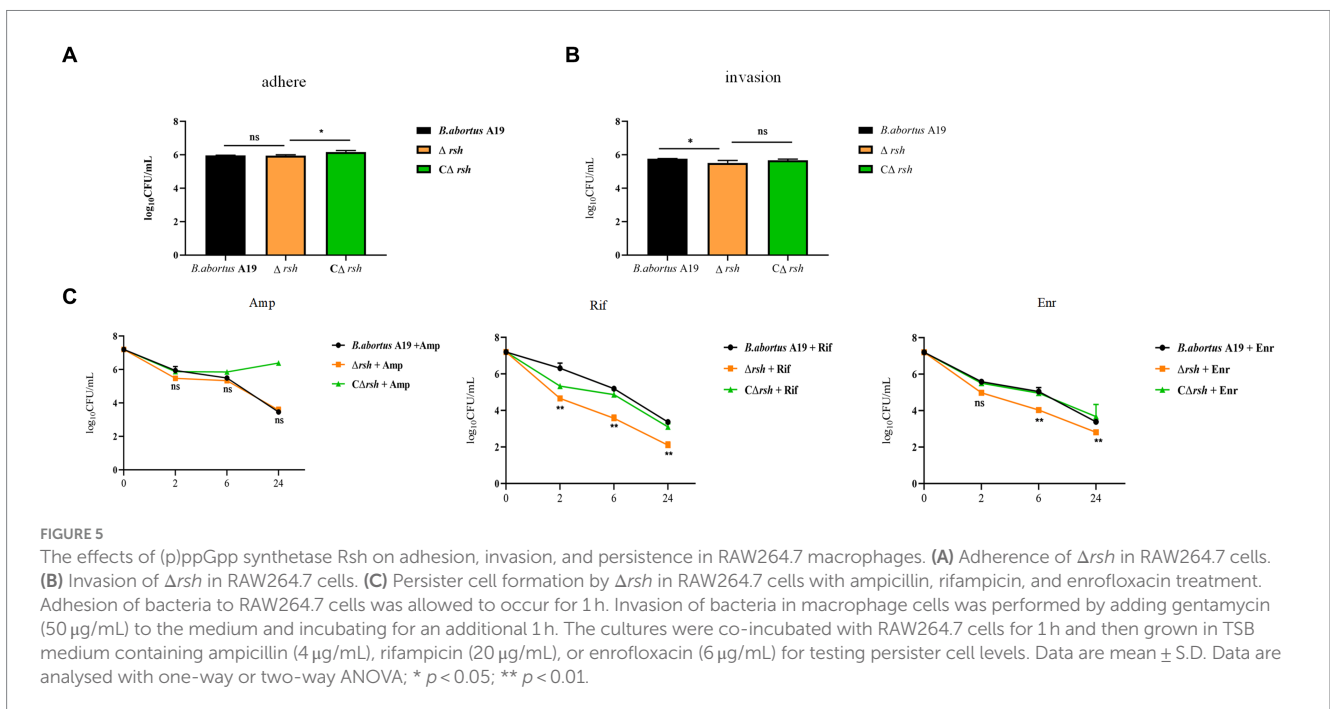 A
adhere
8
6
4
2
0
log10CFU/mL
ns
*
B.abortus A19
Δ rsh
CΔ rsh
B.abortus A19
Δ rsh
CΔ rsh
B
invasion
8
6
4
2
0
log10CFU/mL
*
ns
B.abortus A19
Δ rsh
CΔ rsh
B.abortus A19
Δ rsh
CΔ rsh
C
Amp
8
6
4
2
0
log10CFU/mL
ns
ns
ns
0 2 6 24
B.abortus A19 +Amp
Δrsh + Amp
CΔrsh + Amp
Rif
8
6
4
2
0
log10CFU/mL
**
**
**
0 2 6 24
B.abortus A19 + Rif
Δrsh + Rif
CΔrsh + Rif
Enr
8
6
4
2
0
log10CFU/mL
ns
**
**
0 2 6 24
B.abortus A19 + Enr
Δrsh + Enr
CΔrsh + Enr
FIGURE 5
The effects of (p)ppGpp synthetase Rsh on adhesion, invasion, and persistence in RAW264.7 macrophages. (A) Adherence of Δrsh in RAW264.7 cells.
(B) Invasion of Δrsh in RAW264.7 cells. (C) Persister cell formation by Δrsh in RAW264.7 cells with ampicillin, rifampicin, and enrofloxacin treatment.
Adhesion of bacteria to RAW264.7 cells was allowed to occur for 1 h. Invasion of bacteria in macrophage cells was performed by adding gentamycin
(50 μg/mL) to the medium and incubating for an additional 1 h. The cultures were co-incubated with RAW264.7 cells for 1 h and then grown in TSB
medium containing ampicillin (4 μg/mL), rifampicin (20 μg/mL), or enrofloxacin (6 μg/mL) for testing persister cell levels. Data are mean ± S.D. Data are
analysed with one-way or two-way ANOVA; * p < 0.05; ** p < 0.01.